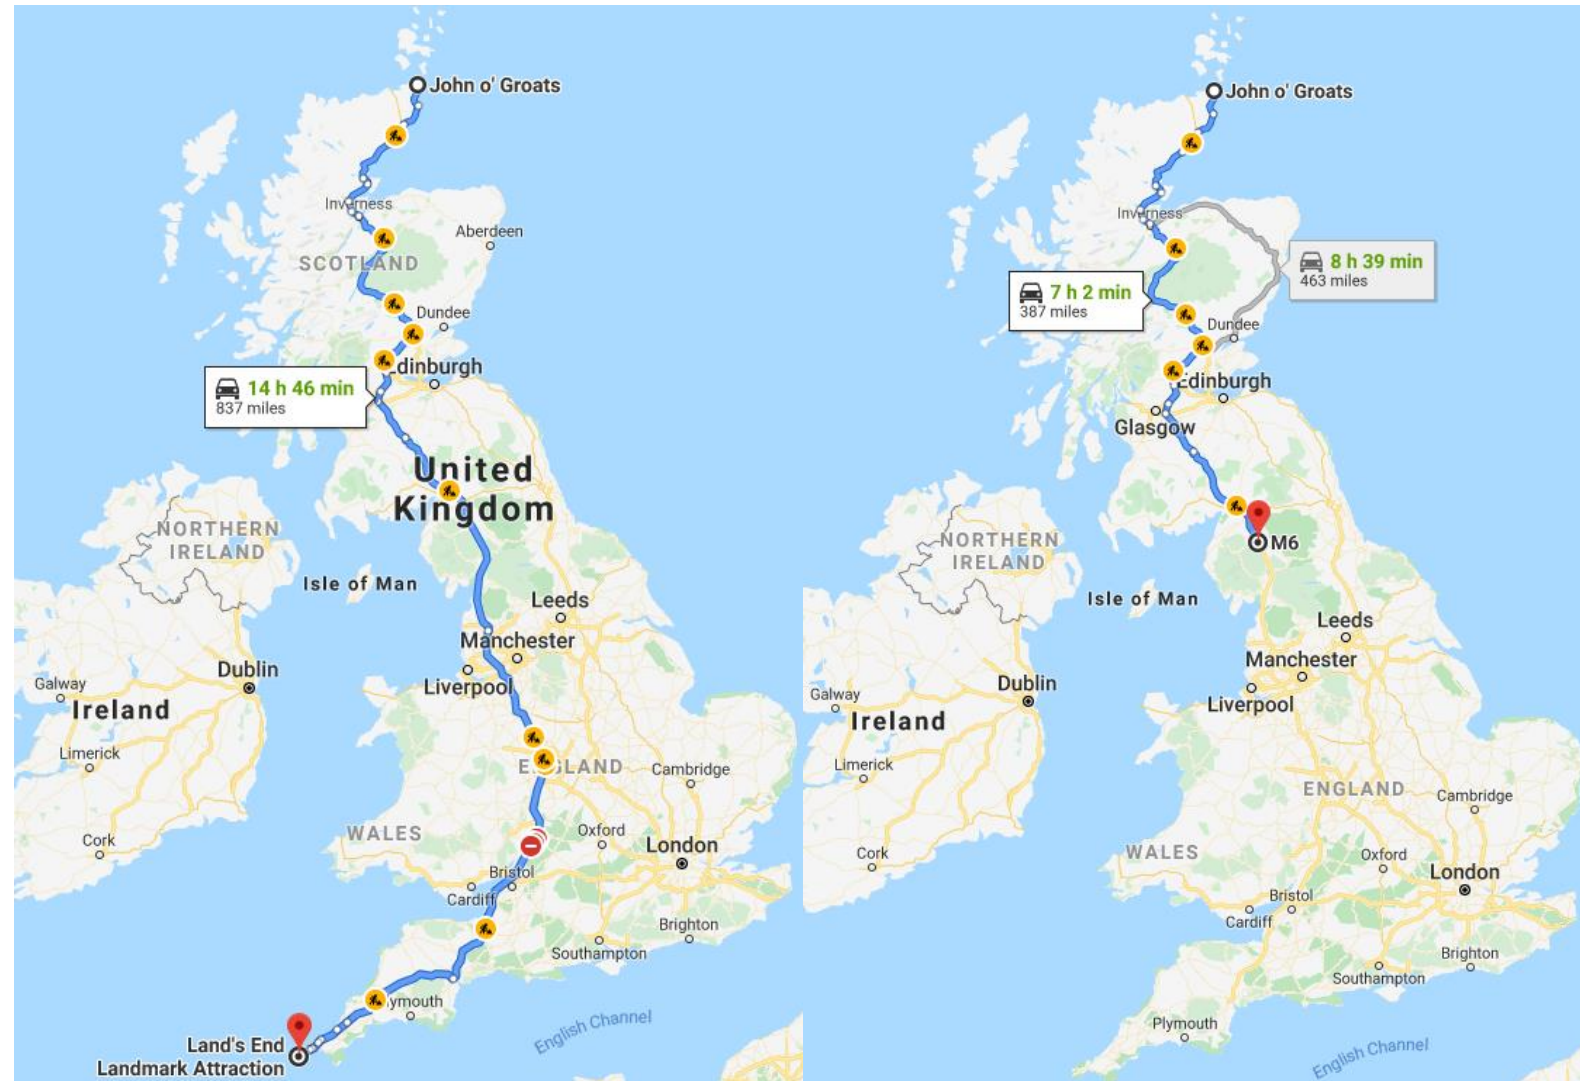 John o' Groats
Inverness
Aberdeen
SCOTLAND
Dundee
Edinburgh
14 h 46 min
837 miles
United
Kingdom
NORTHERN
IRELAND
Isle of Man
Leeds
Manchester
Dublin
Liverpool
Galway
Ireland
Limerick
ENGLAND
Cambridge
Cork
WALES
Oxford
London
Bristol
Cardiff
Brighton
Southampton
ymouth
English Channel
Land's End
Landmark Attraction
John o' Groats
Inverness
8 h 39 min
463 miles
7 h 2 min
387 miles
Dundee
Edinburgh
Glasgow
M6
NORTHERN
IRELAND
Isle of Man
Leeds
Manchester
Dublin
Liverpool
Galway
Ireland
Limerick
ENGLAND
Cambridge
Cork
WALES
Oxford
London
Bristol
Cardiff
Brighton
Southampton
Plymouth
English Channel